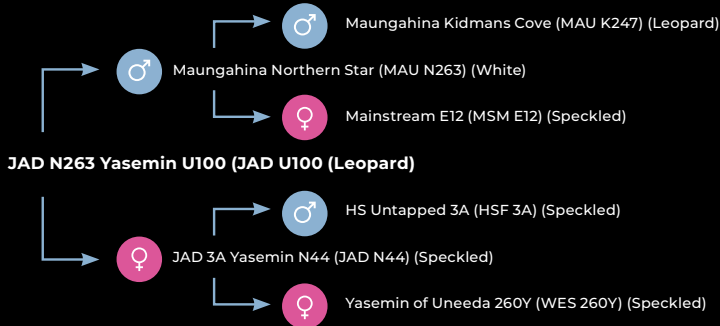 Maungahina Kidmans Cove (MAU K247) (Leopard)
Maungahina Northern Star (MAU N263) (White)
Mainstream E12 (MSM E12) (Speckled)
JAD N263 Yasemin U100 (JAD U100 (Leopard)
HS Untapped 3A (HSF 3A) (Speckled)
JAD 3A Yasemin N44 (JAD N44) (Speckled)
Yasemin of Uneeda 260Y (WES 260Y) (Speckled)